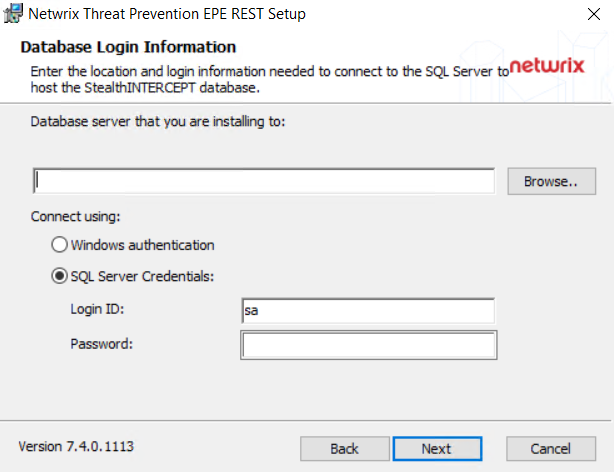 Netwrix Threat Prevention EPE REST Setup
Database Login Information
Enter the location and login information needed to connect to the SQL Server to
host the StealthINTERCEPT database.
netwrix
Database server that you are installing to:
Browse..
Connect using:
Windows authentication
SQL Server Credentials:
Login ID:
sa
Password:
Version 7.4.0.1113
Back
Next
Cancel